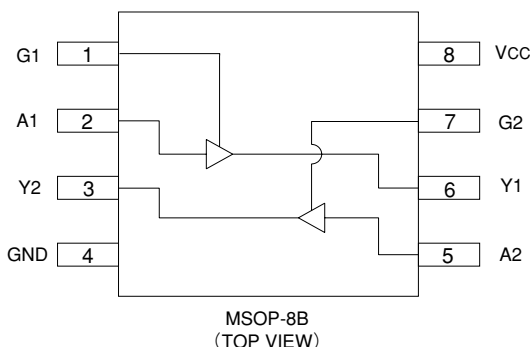 G1 1 8 VCC
A1 2 7 G2
Y2 3 6 Y1
GND 4 5 A2
MSOP-8B
（TOP VIEW）